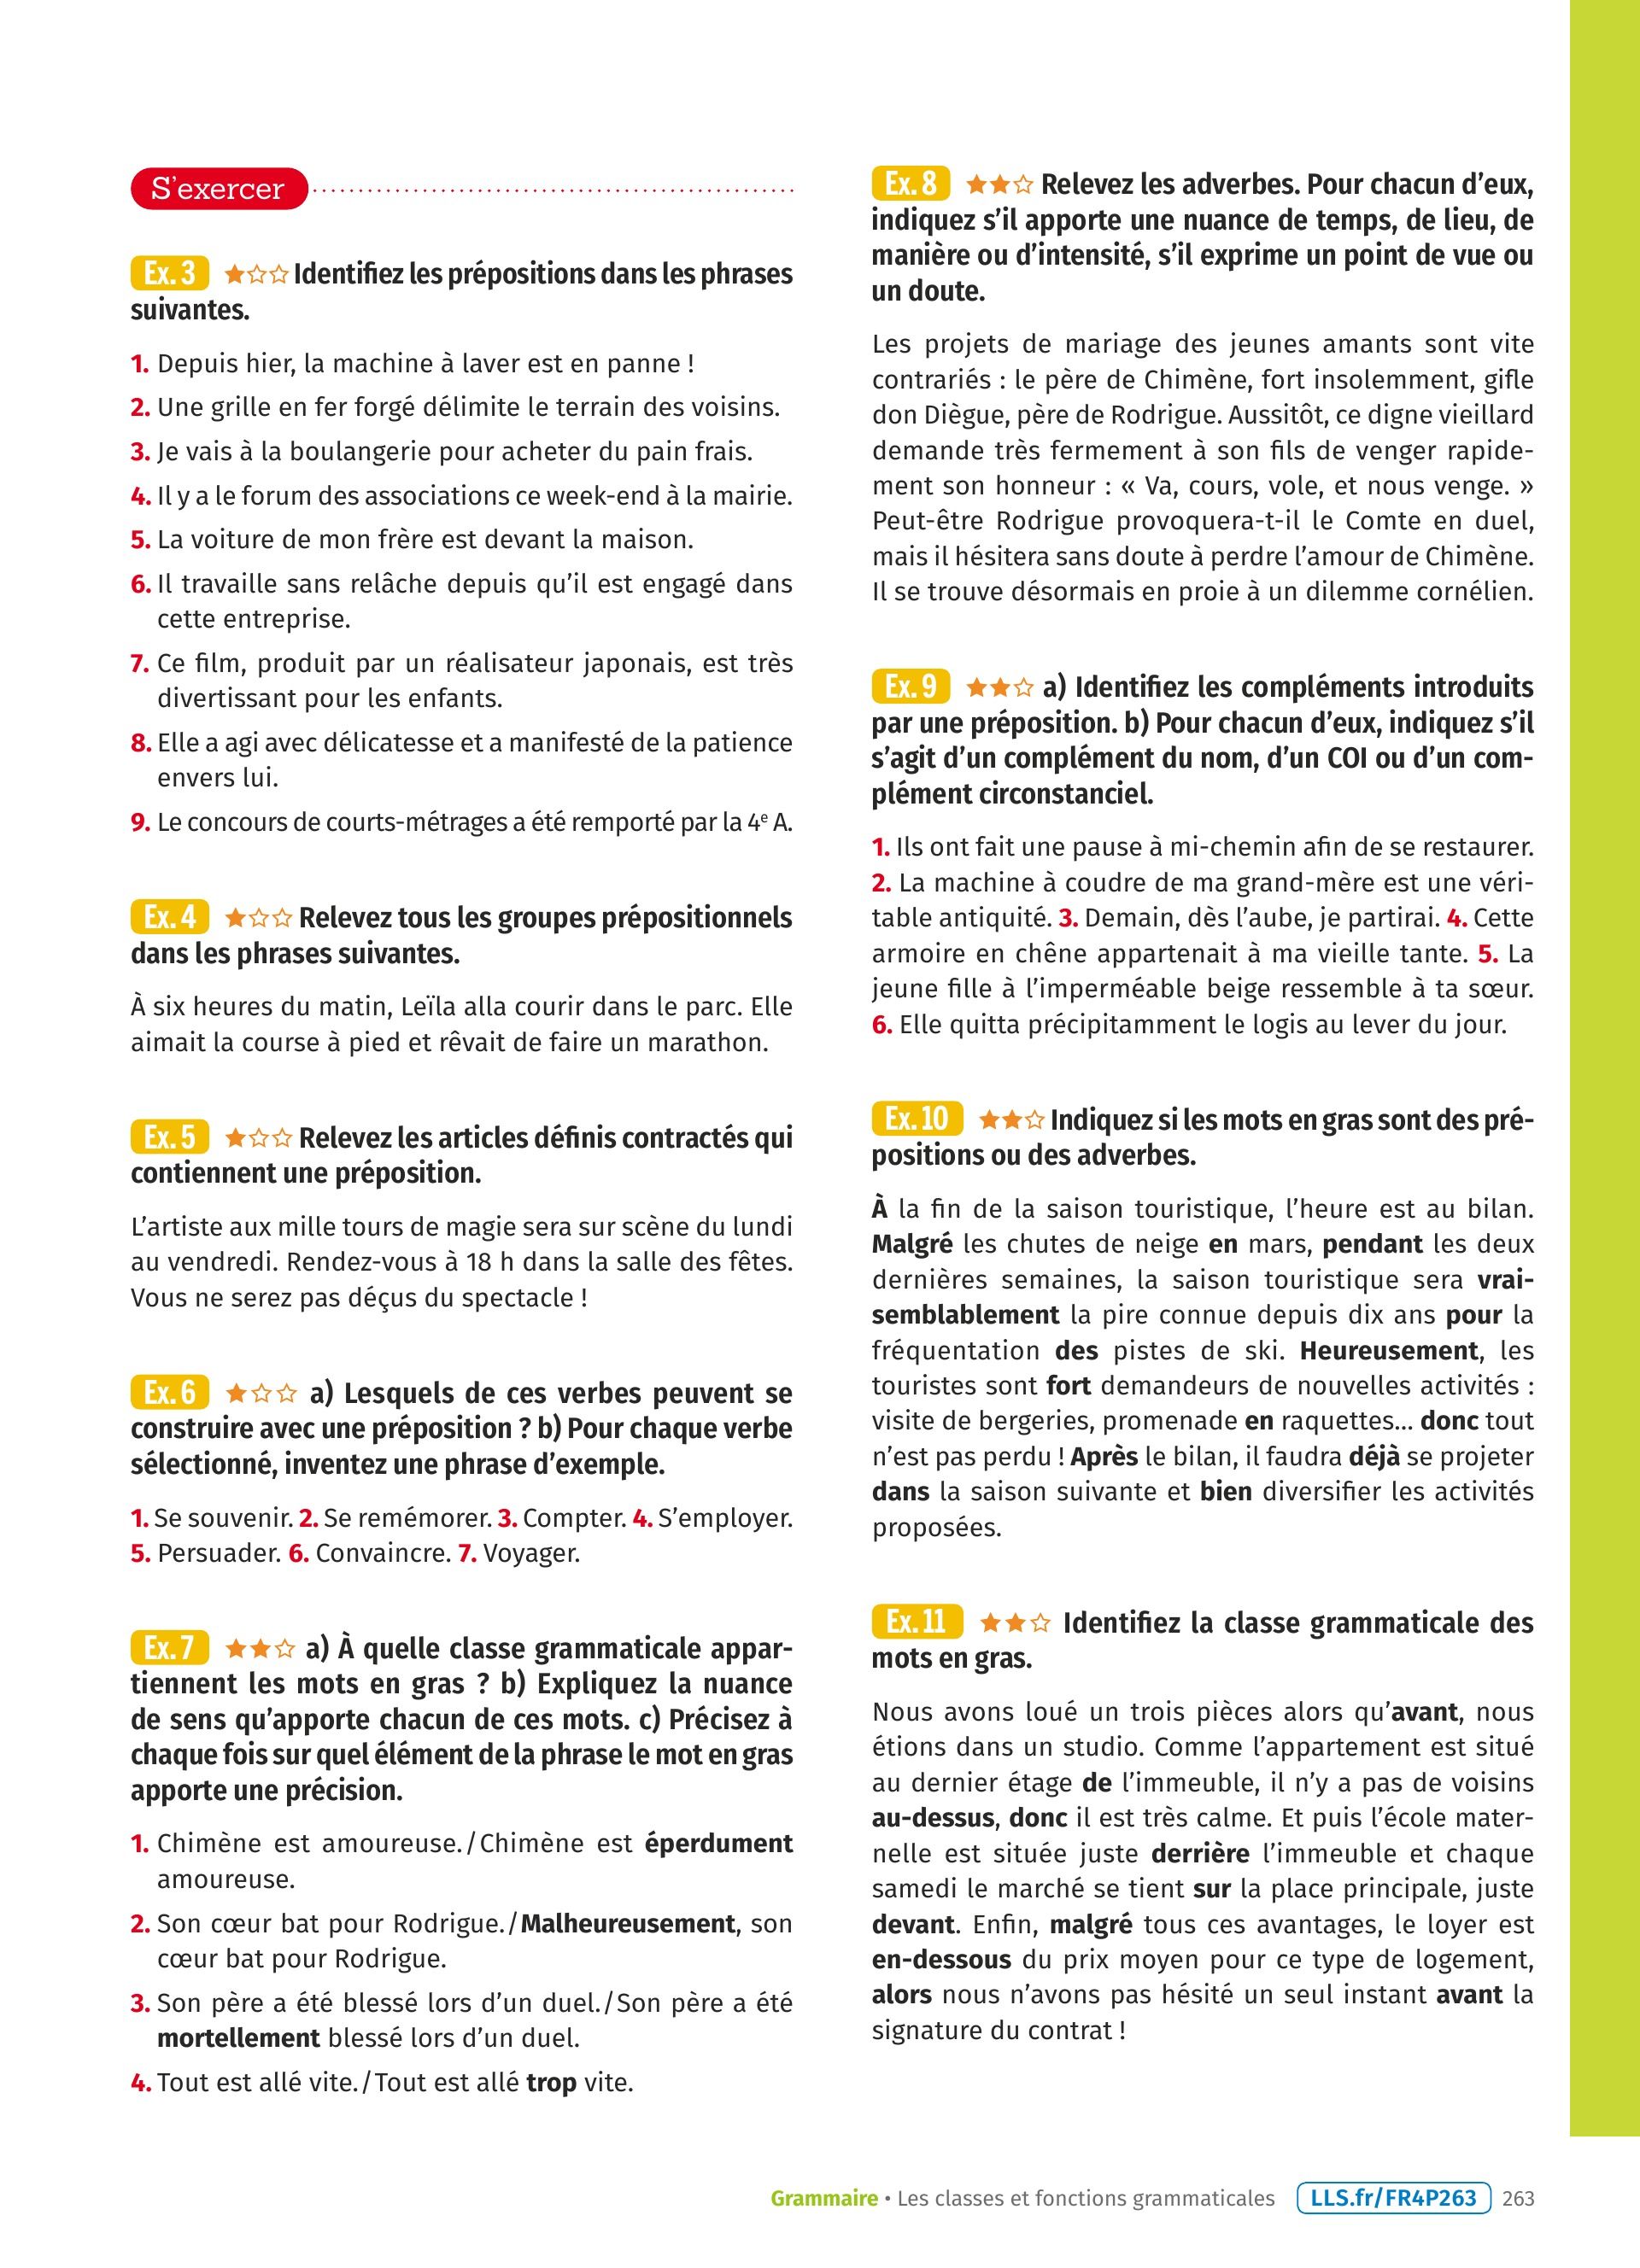 S'exercer
Ex. 3 ★☆☆ Identifiez les prépositions dans les phrases
suivantes.
1. Depuis hier, la machine à laver est en panne !
2. Une grille en fer forgé délimite le terrain des voisins.
3. Je vais à la boulangerie pour acheter du pain frais.
4. Il y a le forum des associations ce week-end à la mairie.
5. La voiture de mon frère est devant la maison.
6. Il travaille sans relâche depuis qu'il est engagé dans
cette entreprise.
7. Ce film, produit par un réalisateur japonais, est très
divertissant pour les enfants.
8. Elle a agi avec délicatesse et a manifesté de la patience
envers lui.
9. Le concours de courts-métrages a été remporté par la 4e A.
Ex. 4 ★☆☆ Relevez tous les groupes prépositionnels
dans les phrases suivantes.
À six heures du matin, Leïla alla courir dans le parc. Elle
aimait la course à pied et rêvait de faire un marathon.
Ex. 5 ★☆☆ Relevez les articles définis contractés qui
contiennent une préposition.
L'artiste aux mille tours de magie sera sur scène du lundi
au vendredi. Rendez-vous à 18 h dans la salle des fêtes.
Vous ne serez pas déçus du spectacle !
Ex. 6 ★☆☆ a) Lesquels de ces verbes peuvent se
construire avec une préposition ? b) Pour chaque verbe
sélectionné, inventez une phrase d'exemple.
1. Se souvenir. 2. Se remémorer. 3. Compter. 4. S'employer.
5. Persuader. 6. Convaincre. 7. Voyager.
Ex. 7 ★★☆ a) À quelle classe grammaticale appar-
tiennent les mots en gras ? b) Expliquez la nuance
de sens qu'apporte chacun de ces mots. c) Précisez à
chaque fois sur quel élément de la phrase le mot en gras
apporte une précision.
1. Chimène est amoureuse./Chimène est éperdument
amoureuse.
2. Son cœur bat pour Rodrigue./Malheureusement, son
cœur bat pour Rodrigue.
3. Son père a été blessé lors d'un duel./Son père a été
mortellement blessé lors d'un duel.
4. Tout est allé vite./Tout est allé trop vite.
Ex. 8 ★★☆ Relevez les adverbes. Pour chacun d'eux,
indiquez s'il apporte une nuance de temps, de lieu, de
manière ou d'intensité, s'il exprime un point de vue ou
un doute.
Les projets de mariage des jeunes amants sont vite
contrariés : le père de Chimène, fort insolemment, gifle
don Diègue, père de Rodrigue. Aussitôt, ce digne vieillard
demande très fermement à son fils de venger rapide-
ment son honneur : « Va, cours, vole, et nous venge. »
Peut-être Rodrigue provoquera-t-il le Comte en duel,
mais il hésitera sans doute à perdre l'amour de Chimène.
Il se trouve désormais en proie à un dilemme cornélien.
Ex. 9 ★★☆ a) Identifiez les compléments introduits
par une préposition. b) Pour chacun d'eux, indiquez s'il
s'agit d'un complément du nom, d'un COI ou d'un com-
plément circonstanciel.
1. Ils ont fait une pause à mi-chemin afin de se restaurer.
2. La machine à coudre de ma grand-mère est une véri-
table antiquité. 3. Demain, dès l'aube, je partirai. 4. Cette
armoire en chêne appartenait à ma vieille tante. 5. La
jeune fille à l'imperméable beige ressemble à ta sœur.
6. Elle quitta précipitamment le logis au lever du jour.
Ex. 10 ★★☆ Indiquez si les mots en gras sont des pré-
positions ou des adverbes.
À la fin de la saison touristique, l'heure est au bilan.
Malgré les chutes de neige en mars, pendant les deux
dernières semaines, la saison touristique sera vrai-
semblablement la pire connue depuis dix ans pour la
fréquentation des pistes de ski. Heureusement, les
touristes sont fort demandeurs de nouvelles activités :
visite de bergeries, promenade en raquettes... donc tout
n'est pas perdu ! Après le bilan, il faudra déjà se projeter
dans la saison suivante et bien diversifier les activités
proposées.
Ex. 11 ★★☆ Identifiez la classe grammaticale des
mots en gras.
Nous avons loué un trois pièces alors qu'avant, nous
étions dans un studio. Comme l'appartement est situé
au dernier étage de l'immeuble, il n'y a pas de voisins
au-dessus, donc il est très calme. Et puis l'école mater-
nelle est située juste derrière l'immeuble et chaque
samedi le marché se tient sur la place principale, juste
devant. Enfin, malgré tous ces avantages, le loyer est
en-dessous du prix moyen pour ce type de logement,
alors nous n'avons pas hésité un seul instant avant la
signature du contrat !
Grammaire • Les classes et fonctions grammaticales LLS.fr/FR4P263 263